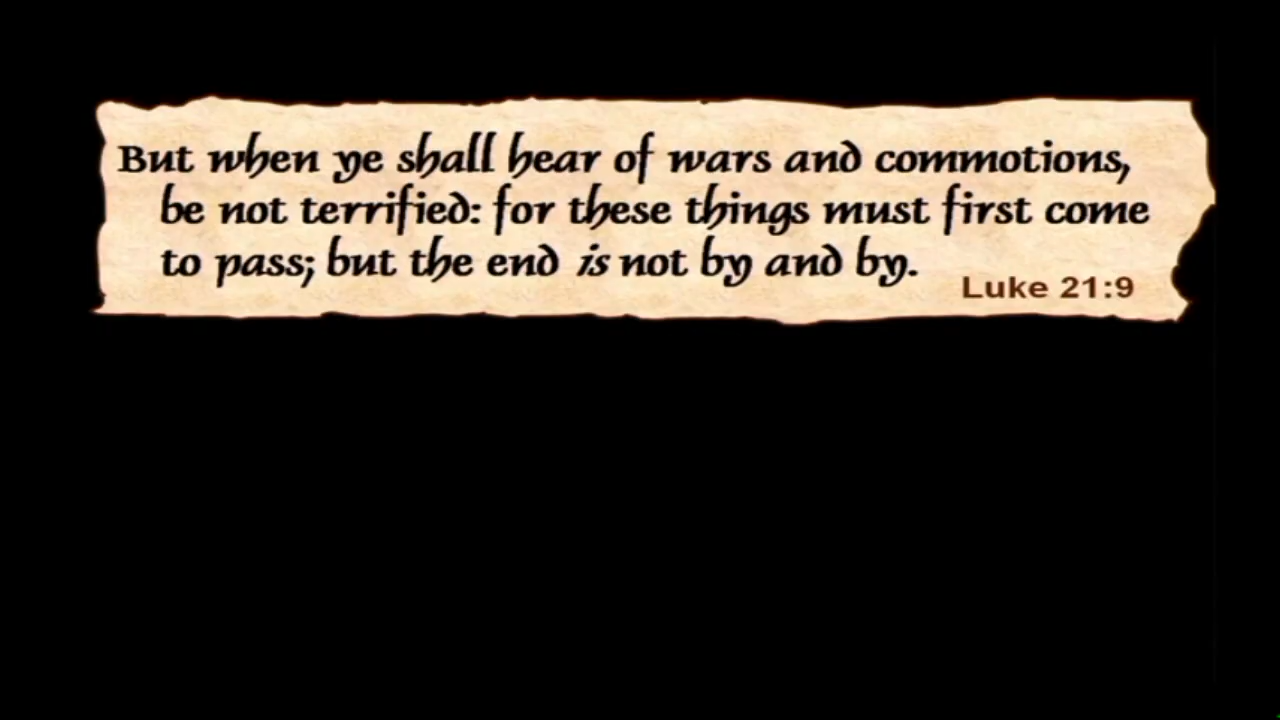 But when ye shall hear of wars and commotions,
be not terrified: for these things must first come
to pass; but the end is not by and by.
Luke 21:9